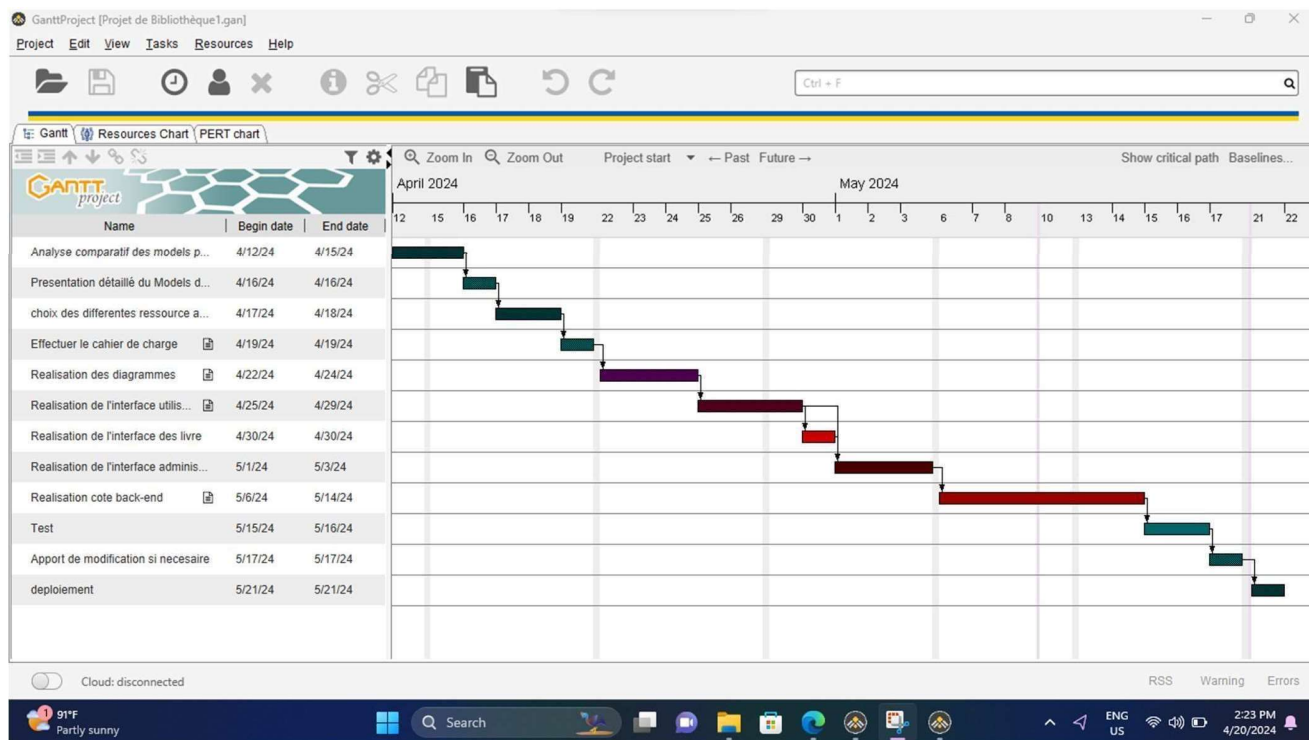 GanttProject [Projet de Bibliothèque1.gan]
Project Edit View Tasks Resources Help
Ctrl + F
Gantt Resources Chart PERT chart
Zoom In Zoom Out Project start ← Past Future → Show critical path Baselines...
GANTT project
April 2024 May 2024
12 15 16 17 18 19 22 23 24 25 26 29 30 1 2 3 6 7 8 10 13 14 15 16 17 21 22
Name Begin date End date
Analyse comparatif des models p... 4/12/24 4/15/24
Presentation détaillé du Models d... 4/16/24 4/16/24
choix des differentes ressource a... 4/17/24 4/18/24
Effectuer le cahier de charge 4/19/24 4/19/24
Realisation des diagrammes 4/22/24 4/24/24
Realisation de l'interface utilis... 4/25/24 4/29/24
Realisation de l'interface des livre 4/30/24 4/30/24
Realisation de l'interface adminis... 5/1/24 5/3/24
Realisation cote back-end 5/6/24 5/14/24
Test 5/15/24 5/16/24
Apport de modification si necesaire 5/17/24 5/17/24
deploiement 5/21/24 5/21/24
Cloud: disconnected RSS Warning Errors
1 91°F
Partly sunny
Search
ENG
US
2:23 PM
4/20/2024